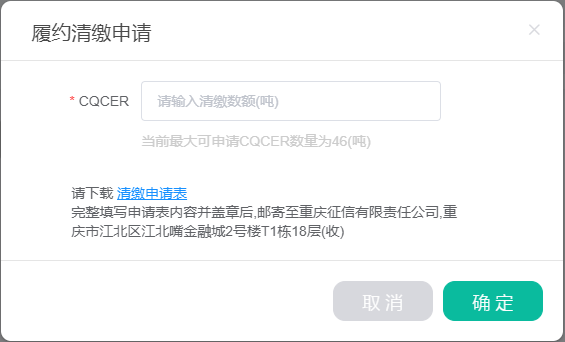 履约清缴申请
* CQCER
请输入清缴数额(吨)
当前最大可申请CQCER数量为46(吨)
请下载 清缴申请表
完整填写申请表内容并盖章后,邮寄至重庆征信有限责任公司,重
庆市江北区江北嘴金融城2号楼T1栋18层(收)
取消
确定